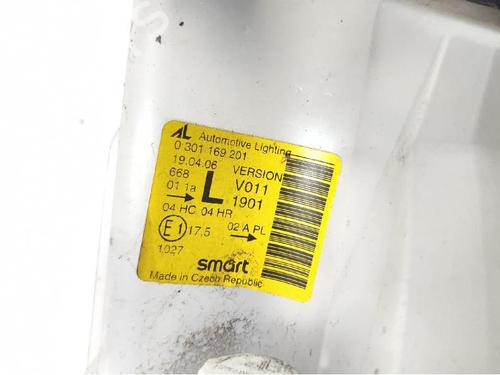 AL Automotive Lighting
0 301 169 201
19.04.06 VERSION
668 L V011
01 1a 1901
04 HC 04 HR
E1 17,5 02 A PL
1027
smart
Made in Czech Republic